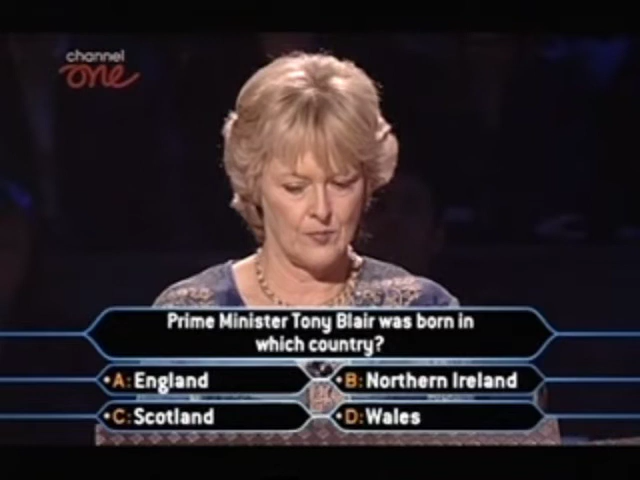 channel
one
Prime Minister Tony Blair was born in
which country?
A: England
B: Northern Ireland
C: Scotland
D: Wales